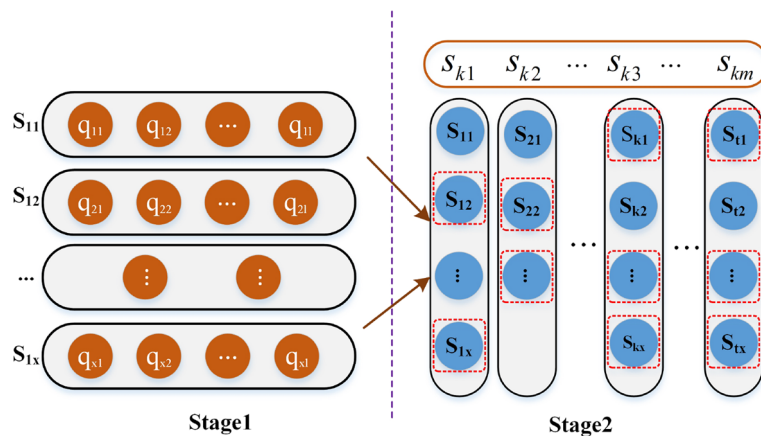 S11 q11 q12 ... q1l
S12 q21 q22 ... q2l
... ⋮ ⋮
S1x qx1 qx2 ... qxl
Stage1
Sk1 Sk2 ... Sk3 ... Skm
S11 S21 Sk1 St1
S12 S22 Sk2 St2
⋮ ⋮ ... ⋮ ... ⋮
S1x Skx Stx
Stage2